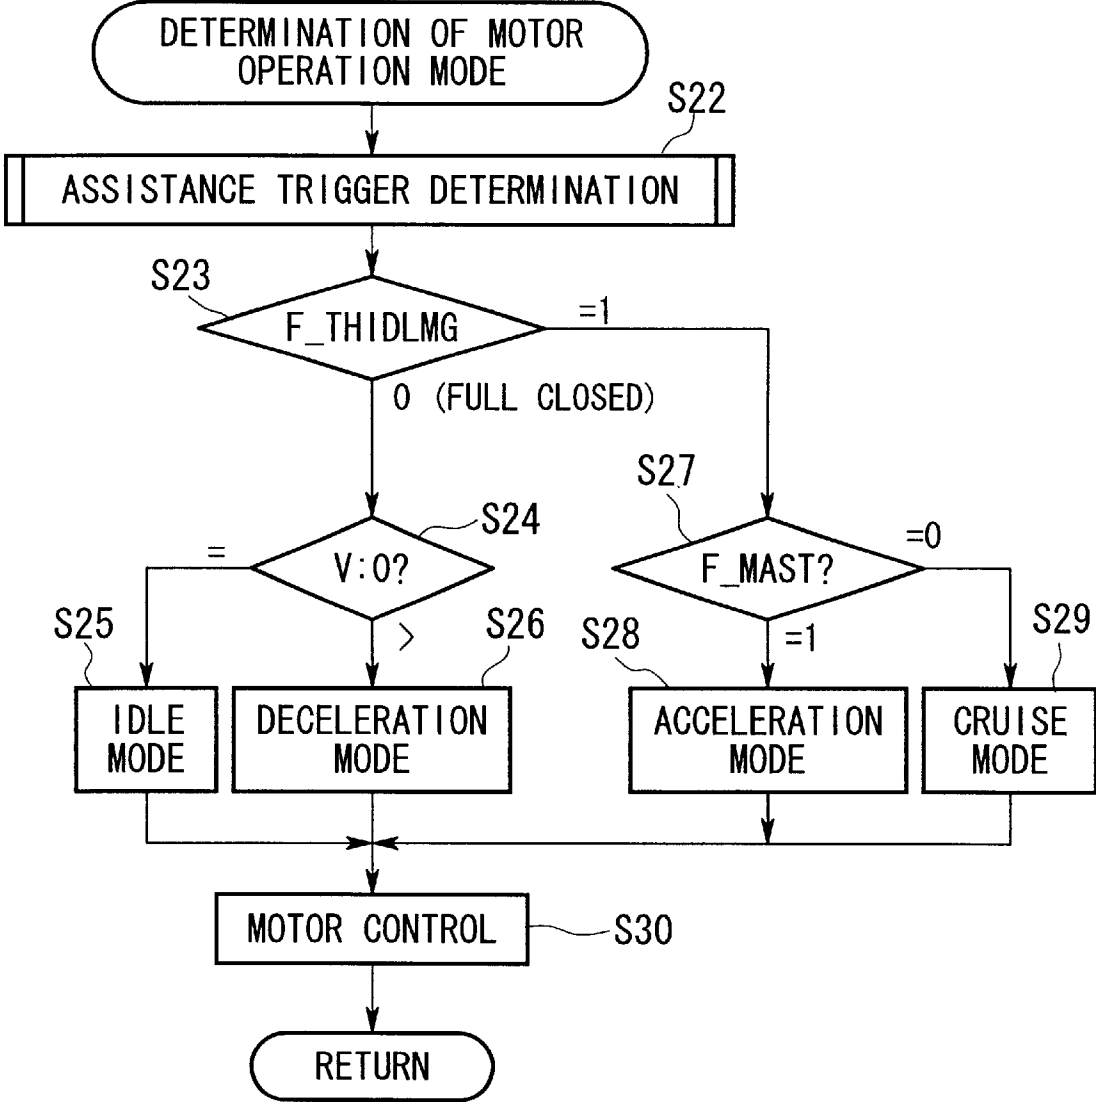 DETERMINATION OF MOTOR
OPERATION MODE
S22
ASSISTANCE TRIGGER DETERMINATION
S23
F_THIDLMG
=1
0 (FULL CLOSED)
S24
V:0?
=
>
S27
F_MAST?
=0
=1
S25
IDLE
MODE
S26
DECELERATION
MODE
S28
ACCELERATION
MODE
S29
CRUISE
MODE
MOTOR CONTROL
S30
RETURN